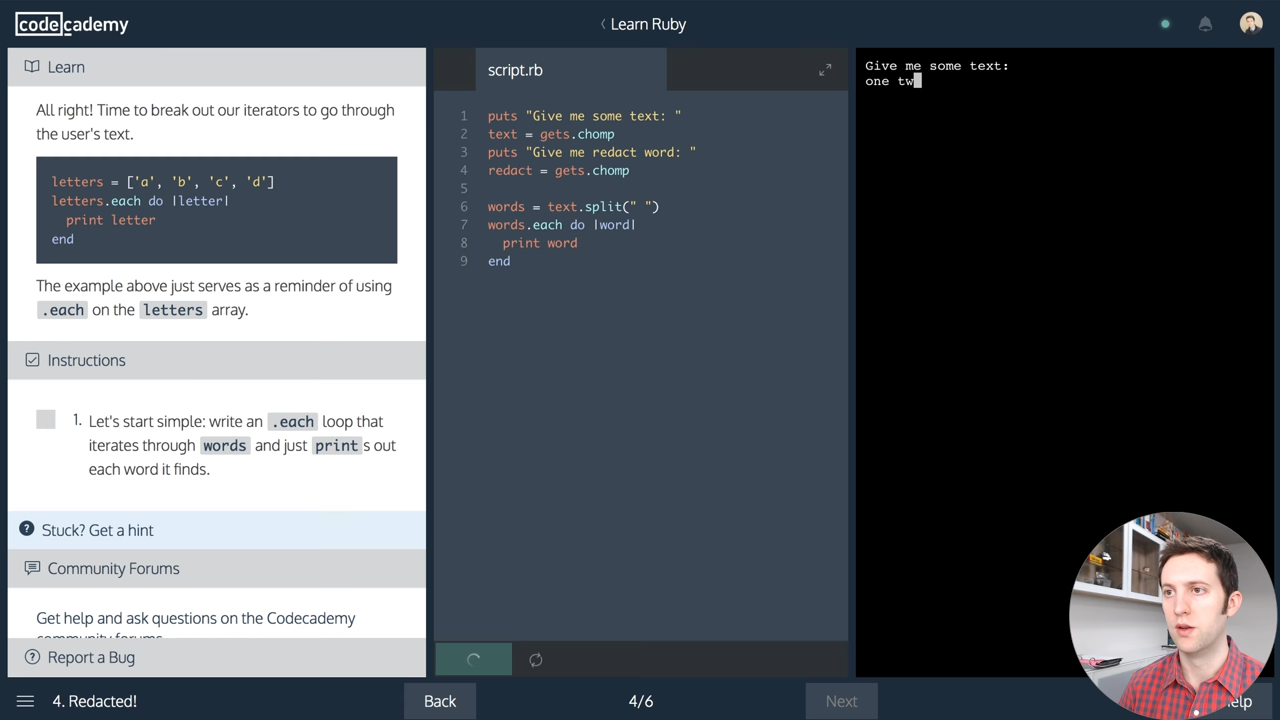 codecademy
Learn Ruby
Learn
All right! Time to break out our iterators to go through
the user's text.
letters = ['a', 'b', 'c', 'd']
letters.each do |letter|
print letter
end
The example above just serves as a reminder of using
.each on the letters array.
Instructions
1. Let's start simple: write an .each loop that
iterates through words and just prints out
each word it finds.
? Stuck? Get a hint
Community Forums
Get help and ask questions on the Codecademy
community forums
? Report a Bug
script.rb
1 puts "Give me some text: "
2 text = gets.chomp
3 puts "Give me redact word: "
4 redact = gets.chomp
5
6 words = text.split(" ")
7 words.each do |word|
8 print word
9 end
Give me some text:
one tw
4. Redacted!
Back
4/6
Next
elp